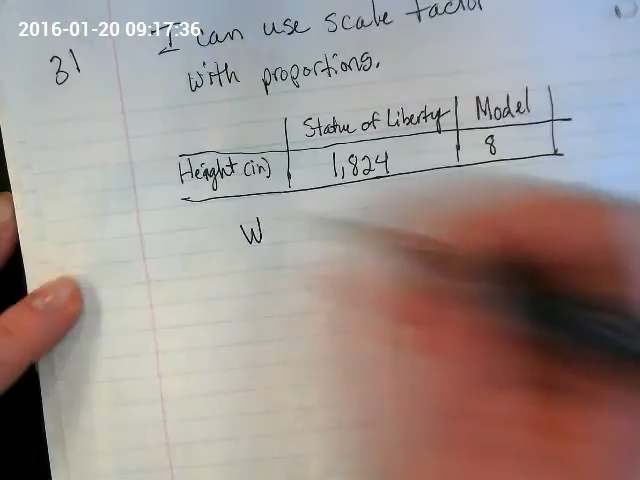 2016-01-20 09:17:36
31
I can use scale factor
with proportions.
Statue of Liberty Model
Height (in) 1,824 8
W